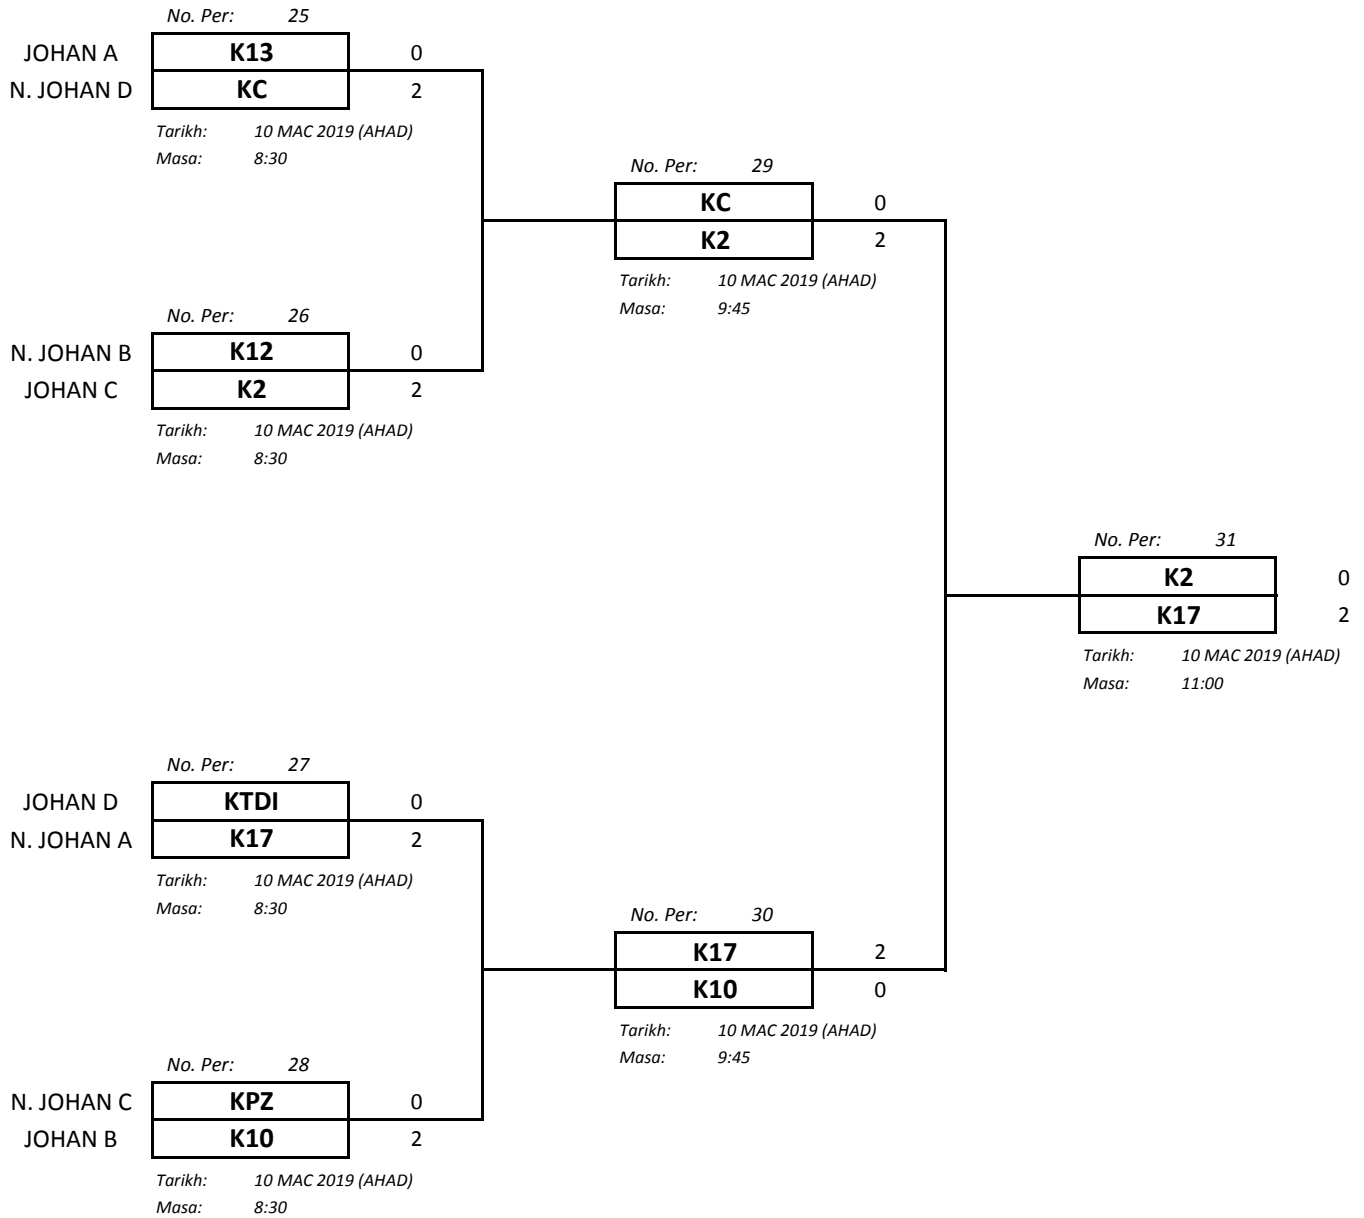 No. Per: 25
JOHAN A K13 0
N. JOHAN D KC 2
Tarikh: 10 MAC 2019 (AHAD)
Masa: 8:30
No. Per: 29
KC 0
K2 2
Tarikh: 10 MAC 2019 (AHAD)
Masa: 9:45
No. Per: 26
N. JOHAN B K12 0
JOHAN C K2 2
Tarikh: 10 MAC 2019 (AHAD)
Masa: 8:30
No. Per: 31
K2 0
K17 2
Tarikh: 10 MAC 2019 (AHAD)
Masa: 11:00
No. Per: 27
JOHAN D KTDI 0
N. JOHAN A K17 2
Tarikh: 10 MAC 2019 (AHAD)
Masa: 8:30
No. Per: 30
K17 2
K10 0
Tarikh: 10 MAC 2019 (AHAD)
Masa: 9:45
No. Per: 28
N. JOHAN C KPZ 0
JOHAN B K10 2
Tarikh: 10 MAC 2019 (AHAD)
Masa: 8:30